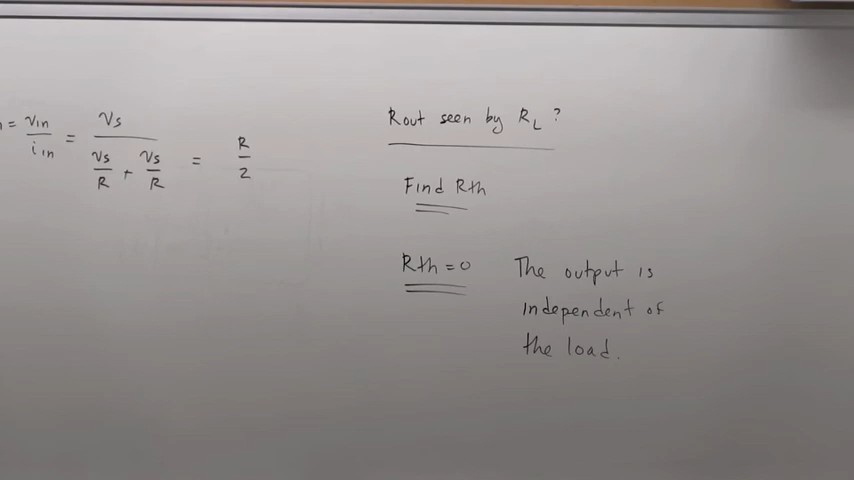 n = vin / iin = vs / (vs/R + vs/R) = R/2
Rout seen by RL ?
Find Rth
Rth = 0 The output is
independent of
the load.